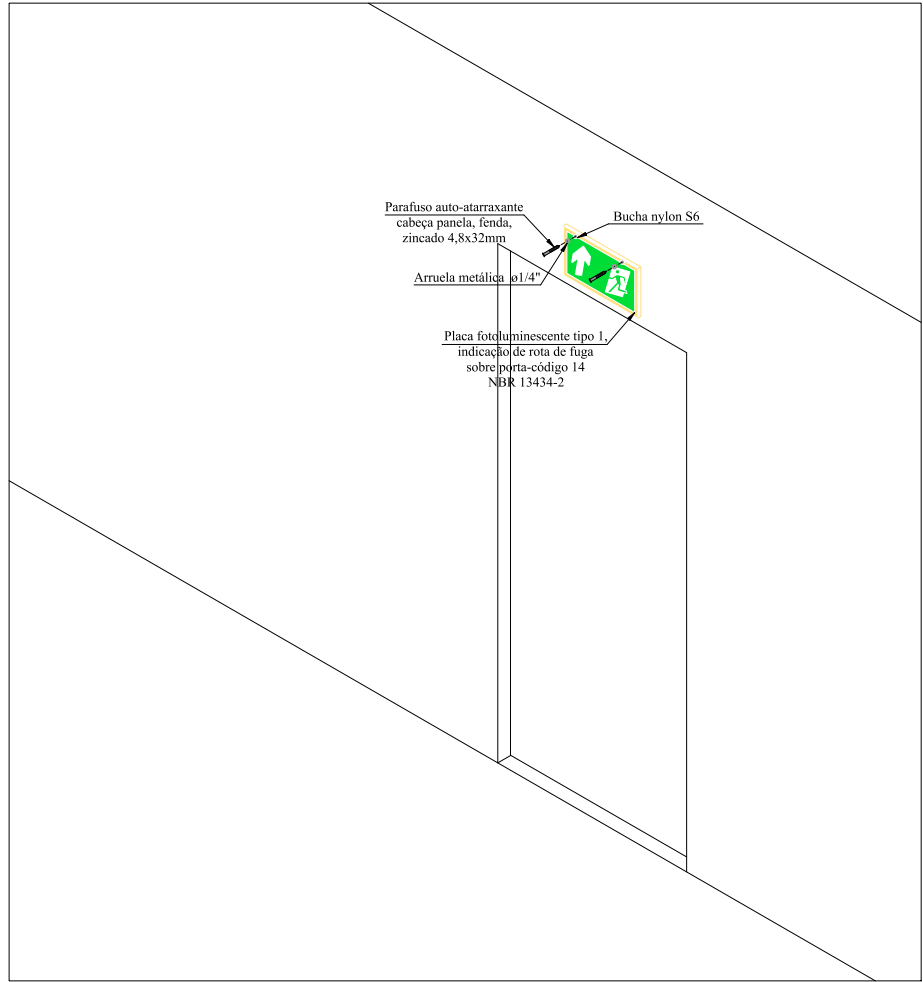 Parafuso auto-atarraxante
cabeça panela, fenda,
zincado 4,8x32mm
Bucha nylon S6
Arruela metálica ø1/4"
Placa fotoluminescente tipo 1,
indicação de rota de fuga
sobre porta-código 14
NBR 13434-2